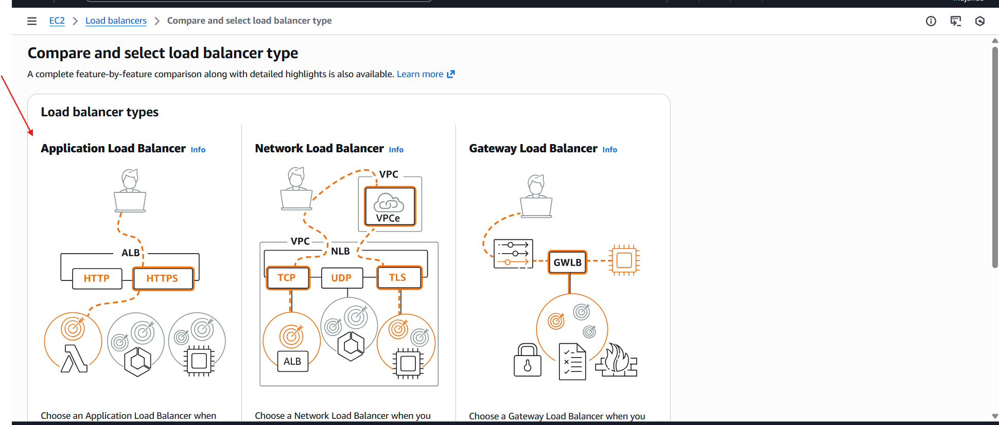 EC2 > Load balancers > Compare and select load balancer type
Compare and select load balancer type
A complete feature-by-feature comparison along with detailed highlights is also available. Learn more
Load balancer types
Application Load Balancer Info
ALB
HTTP
HTTPS
Choose an Application Load Balancer when
Network Load Balancer Info
VPC
VPCe
VPC
NLB
TCP
UDP
TLS
ALB
Choose a Network Load Balancer when you
Gateway Load Balancer Info
GWLB
Choose a Gateway Load Balancer when you